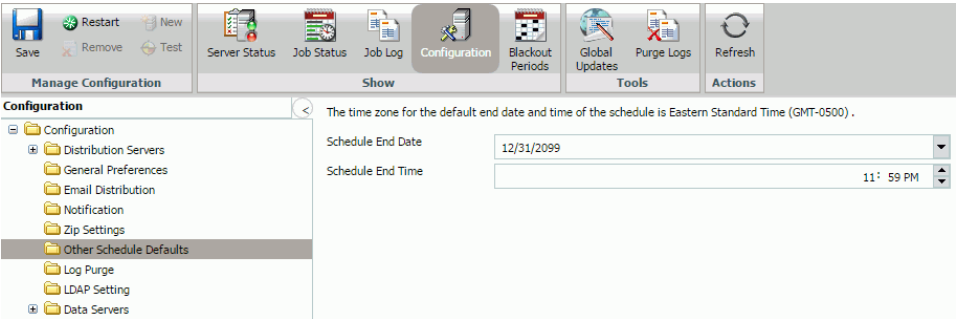 Save
Restart
New
Remove
Test
Manage Configuration
Server Status
Job Status
Job Log
Configuration
Blackout
Periods
Show
Global
Updates
Purge Logs
Tools
Refresh
Actions
Configuration
<
Configuration
Distribution Servers
General Preferences
Email Distribution
Notification
Zip Settings
Other Schedule Defaults
Log Purge
LDAP Setting
Data Servers
The time zone for the default end date and time of the schedule is Eastern Standard Time (GMT-0500) .
Schedule End Date
12/31/2099
Schedule End Time
11: 59 PM